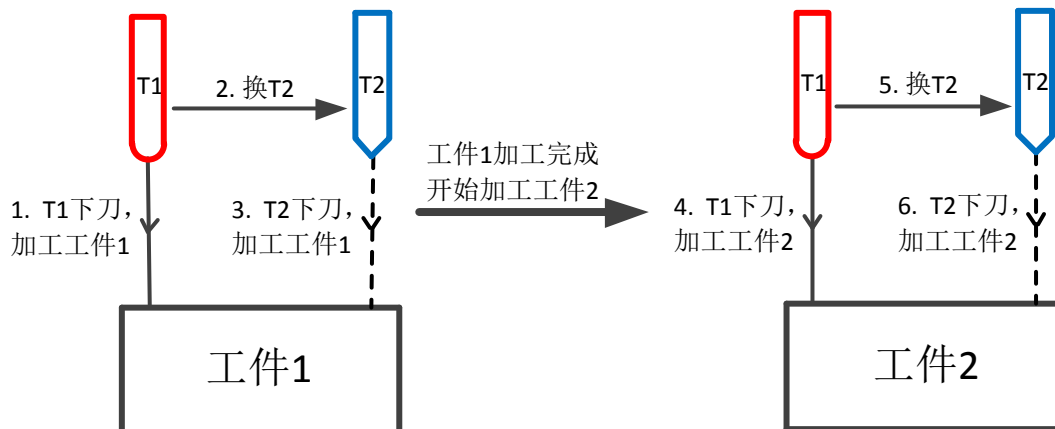 T1
2. 换T2
T2
1. T1下刀，
加工工件1
3. T2下刀，
加工工件1
工件1
工件1加工完成
开始加工工件2
T1
5. 换T2
T2
4. T1下刀，
加工工件2
6. T2下刀，
加工工件2
工件2